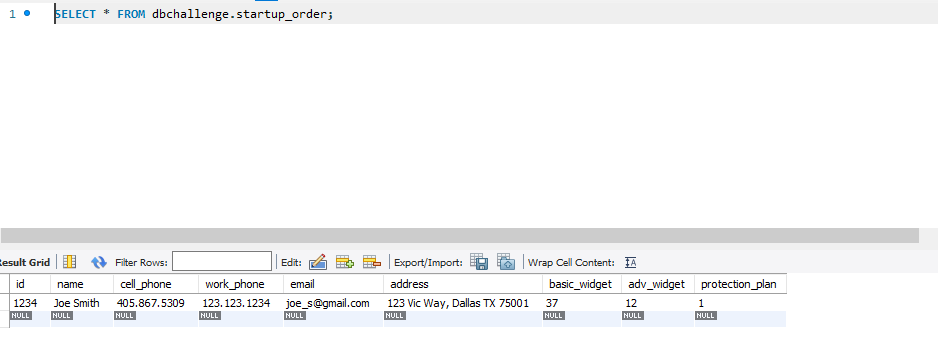 1 SELECT * FROM dbchallenge.startup_order;
Result Grid Filter Rows: Edit: Export/Import: Wrap Cell Content: IA
id name cell_phone work_phone email address basic_widget adv_widget protection_plan
1234 Joe Smith 405.867.5309 123.123.1234 joe_s@gmail.com 123 Vic Way, Dallas TX 75001 37 12 1
NULL NULL NULL NULL NULL NULL NULL NULL NULL